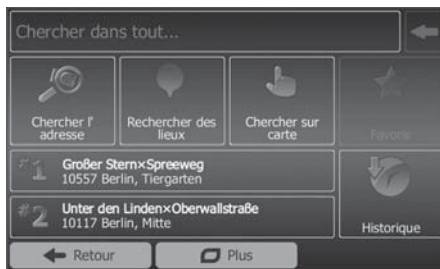 Chercher dans tout...
Chercher l'
adresse
Rechercher des
lieux
Chercher sur
carte
Favoris
#1 Großer Stern×Spreeweg
10557 Berlin, Tiergarten
#2 Unter den Linden×Oberwallstraße
10117 Berlin, Mitte
Historique
Retour
Plus